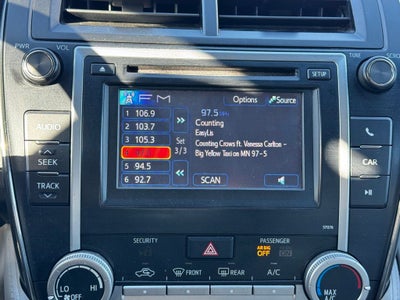 PWR VOL
TUNE SCROLL
SETUP
Options Source
1 106.9
2 103.7
3 105.3
4
5 94.5
6 92.7
Set
3/3
97.5
Counting
EasyLis
Counting Crows ft. Vanessa Carlton -
Big Yellow Taxi on MN 97-5
SCAN
AUDIO
SEEK
TRACK
CAR
SECURITY
PASSENGER
AIR BAG
OFF
FRONT
REAR
A/C
LO HI
MAX
A/C